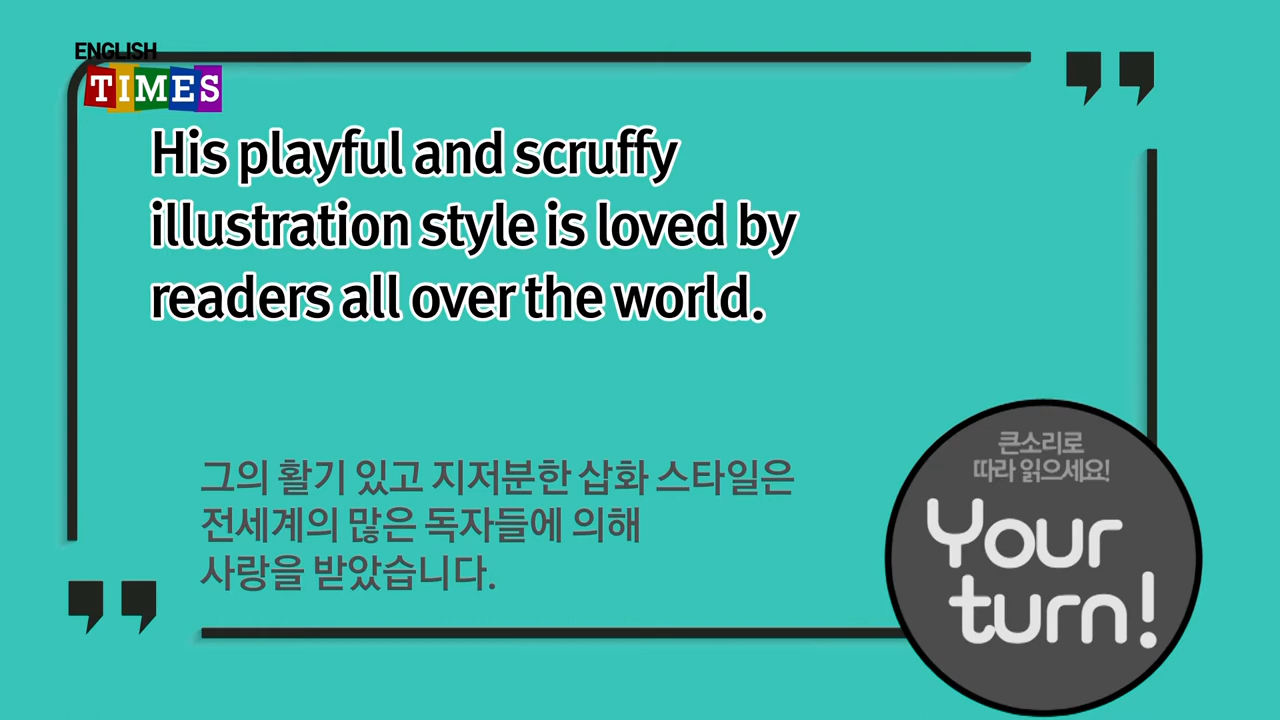 ENGLISH
TIMES
His playful and scruffy
illustration style is loved by
readers all over the world.
그의 활기 있고 지저분한 삽화 스타일은
전세계의 많은 독자들에 의해
사랑을 받았습니다.
큰소리로
따라 읽으세요!
Your
turn!